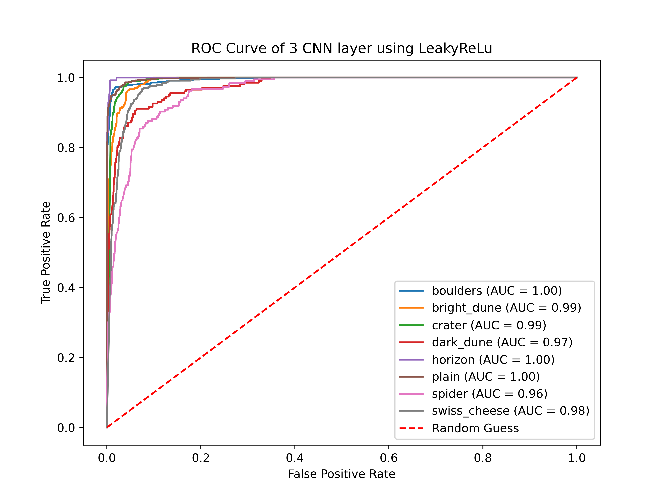 ROC Curve of 3 CNN layer using LeakyReLu
True Positive Rate
1.0
0.8
0.6
0.4
0.2
0.0
boulders (AUC = 1.00)
bright_dune (AUC = 0.99)
crater (AUC = 0.99)
dark_dune (AUC = 0.97)
horizon (AUC = 1.00)
plain (AUC = 1.00)
spider (AUC = 0.96)
swiss_cheese (AUC = 0.98)
Random Guess
0.0 0.2 0.4 0.6 0.8 1.0
False Positive Rate